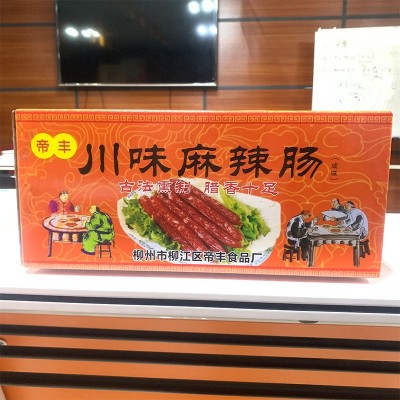 帝丰
川味麻辣肠
古法熏制 腊香十足
柳州市柳江区帝丰食品厂